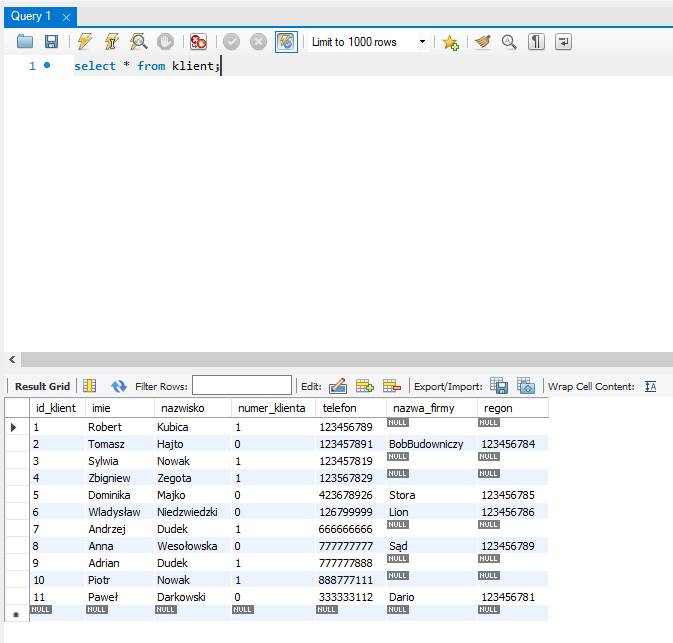 Query 1
Limit to 1000 rows
1 select * from klient;
Result Grid Filter Rows: Edit: Export/Import: Wrap Cell Content:
id_klient imie nazwisko numer_klienta telefon nazwa_firmy regon
1 Robert Kubica 1 123456789 NULL NULL
2 Tomasz Hajto 0 123457891 BobBudowniczy 123456784
3 Sylwia Nowak 1 123457819 NULL NULL
4 Zbigniew Zegota 1 123567829 NULL NULL
5 Dominika Majko 0 423678926 Stora 123456785
6 Wladysław Niedzwiedzki 0 126799999 Lion 123456786
7 Andrzej Dudek 1 666666666 NULL NULL
8 Anna Wesołowska 0 777777777 Sąd 123456789
9 Adrian Dudek 1 777777888 NULL NULL
10 Piotr Nowak 1 888777111 NULL NULL
11 Paweł Darkowski 0 333333112 Dario 123456781
NULL NULL NULL NULL NULL NULL NULL